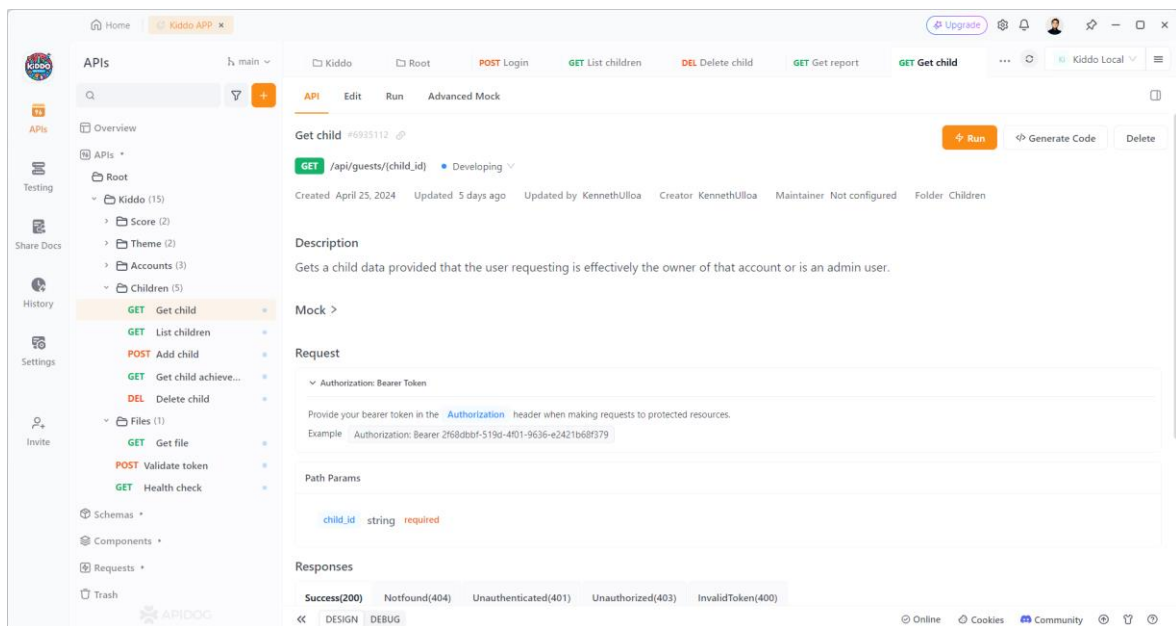 Home
Kiddo APP ×
Upgrade
KIDDO
APIs
main
Kiddo
Root
POST Login
GET List children
DEL Delete child
GET Get report
GET Get child
...
Kiddo Local
API Edit Run Advanced Mock
APIs
Testing
Share Docs
History
Settings
Invite
Overview
APIs
Root
Kiddo (15)
Score (2)
Theme (2)
Accounts (3)
Children (5)
GET Get child
GET List children
POST Add child
GET Get child achieve...
DEL Delete child
Files (1)
GET Get file
POST Validate token
GET Health check
Schemas
Components
Requests
Trash
APIDOG
Get child #6935112
Run
Generate Code
Delete
GET /api/guests/{child_id} Developing
Created April 25, 2024 Updated 5 days ago Updated by KennethUlloa Creator KennethUlloa Maintainer Not configured Folder Children
Description
Gets a child data provided that the user requesting is effectively the owner of that account or is an admin user.
Mock >
Request
Authorization: Bearer Token
Provide your bearer token in the Authorization header when making requests to protected resources.
Example Authorization: Bearer 2f68dbbf-519d-4f01-9636-e2421b68f379
Path Params
child_id string required
Responses
Success(200) Notfound(404) Unauthenticated(401) Unauthorized(403) InvalidToken(400)
DESIGN DEBUG
Online Cookies Community